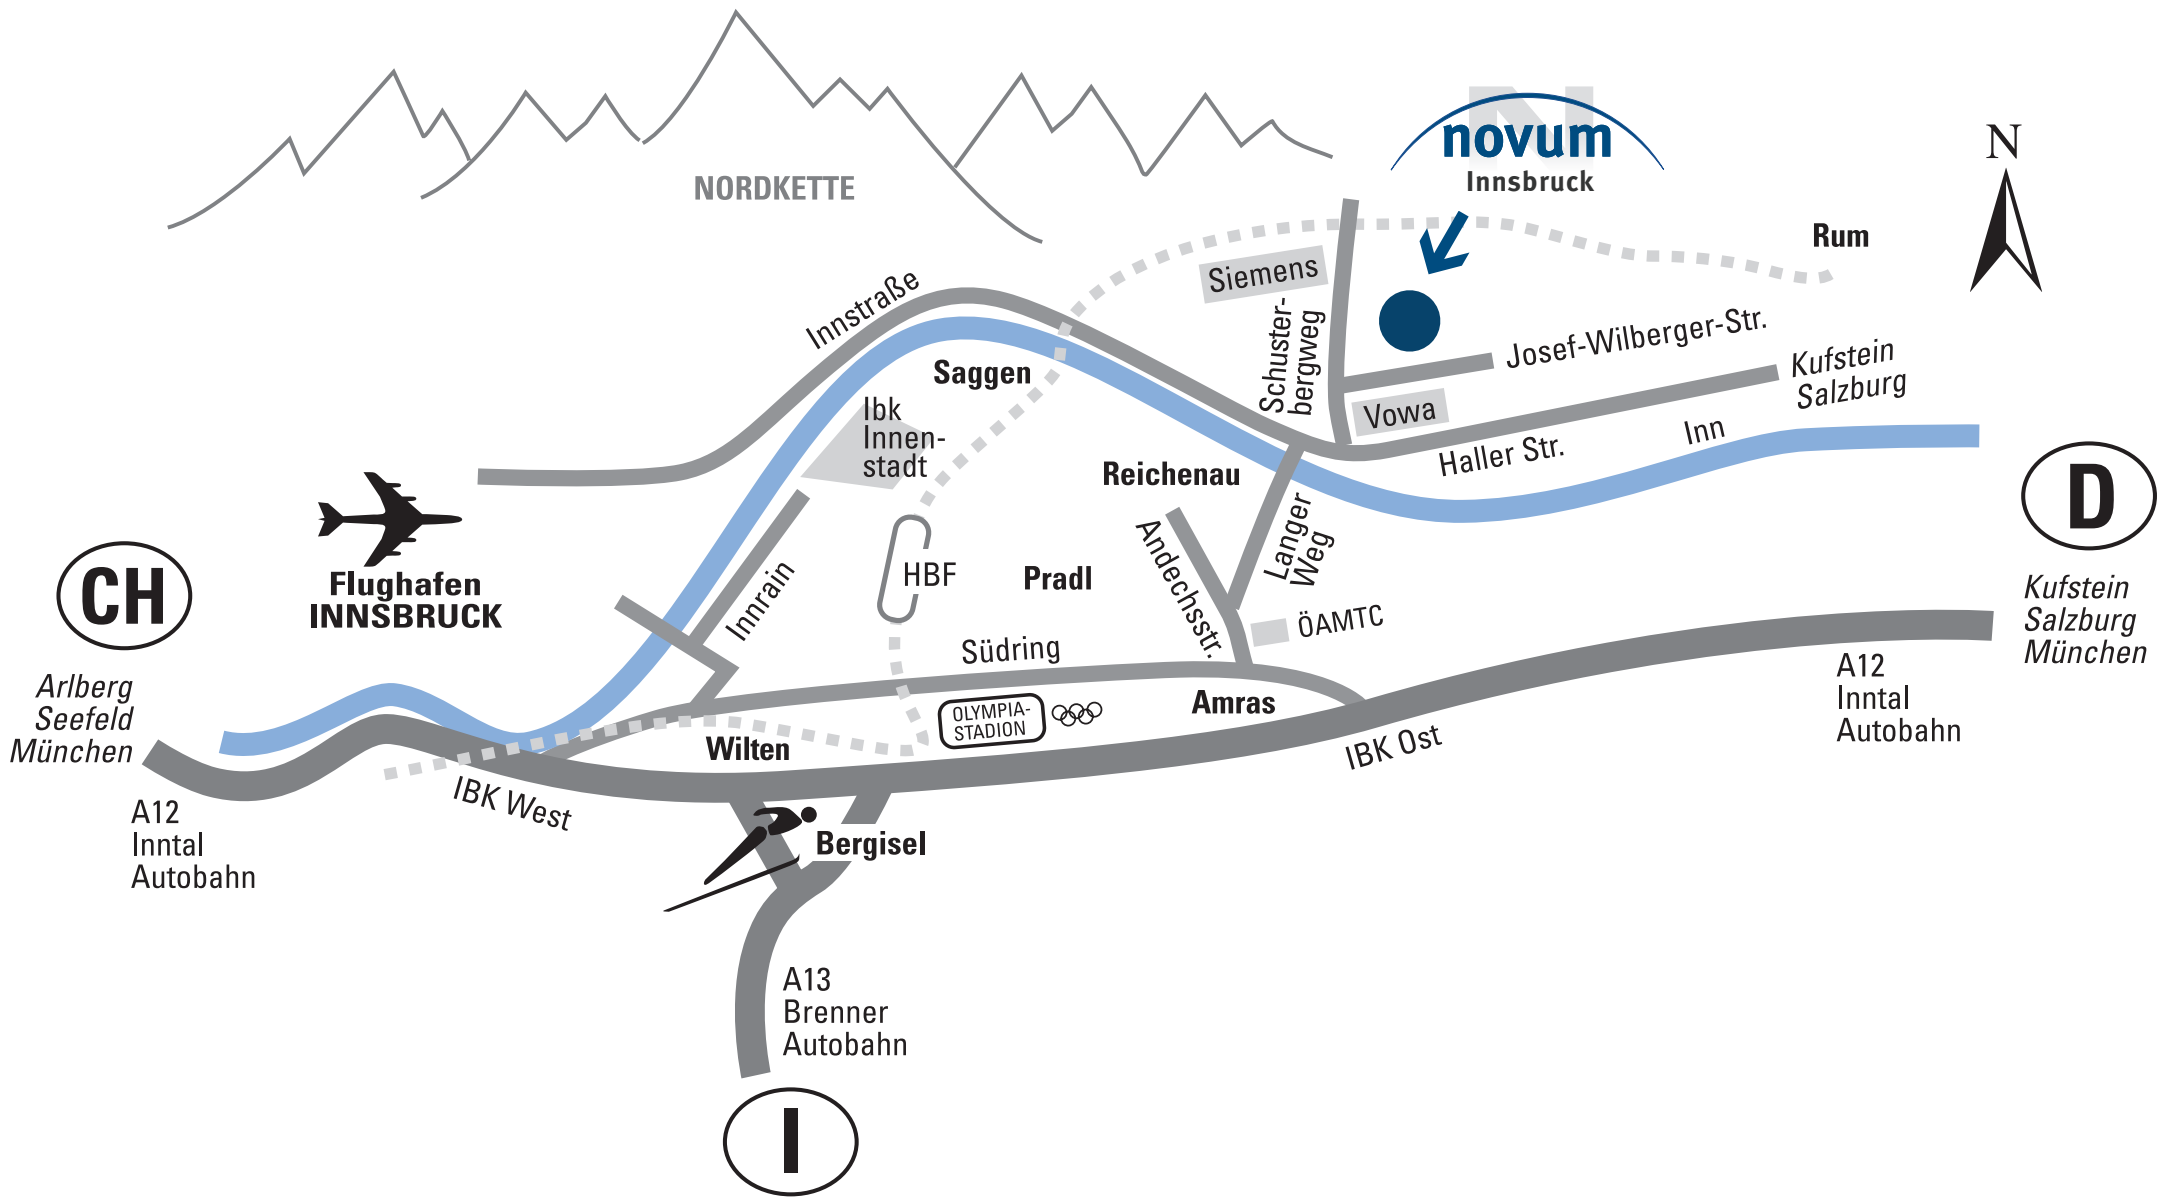 N
novum
Innsbruck
N
NORDKETTE
Rum
Siemens
Innstraße
Schuster-
bergweg
Josef-Wilberger-Str.
Kufstein
Salzburg
Saggen
Vowa
Ibk
Innen-
stadt
Inn
Haller Str.
Reichenau
D
Langer
Weg
Andechsstr.
CH
Flughafen
INNSBRUCK
HBF
Pradl
Innrain
ÖAMTC
Kufstein
Salzburg
München
Südring
Arlberg
Seefeld
München
A12
Inntal
Autobahn
OLYMPIA-
STADION
Amras
Wilten
IBK Ost
IBK West
A12
Inntal
Autobahn
Bergisel
A13
Brenner
Autobahn
I